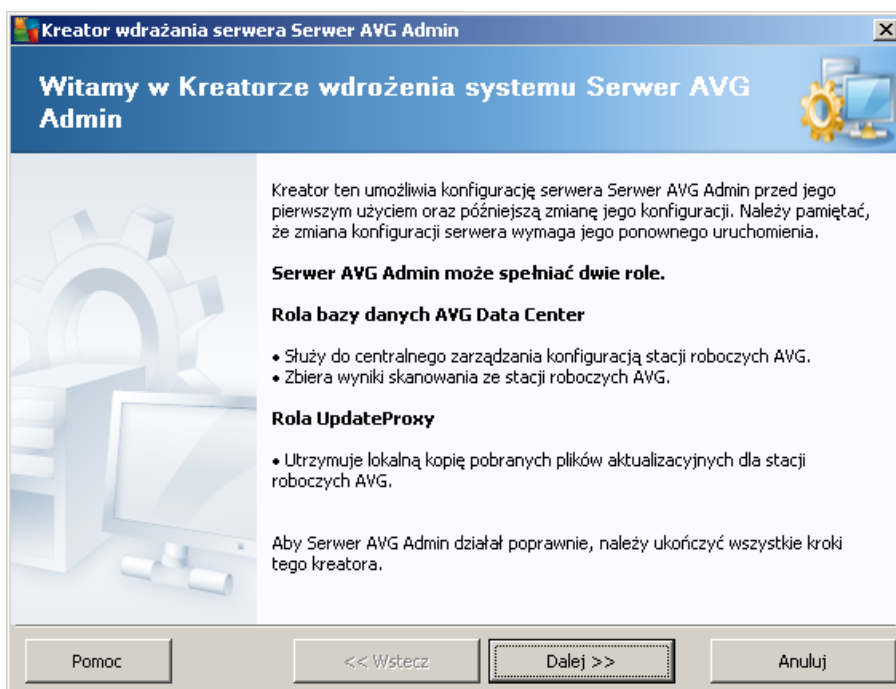 Kreator wdrażania serwera Serwer AVG Admin
Witamy w Kreatorze wdrożenia systemu Serwer AVG
Admin
Kreator ten umożliwia konfigurację serwera Serwer AVG Admin przed jego
pierwszym użyciem oraz późniejszą zmianę jego konfiguracji. Należy pamiętać,
że zmiana konfiguracji serwera wymaga jego ponownego uruchomienia.
Serwer AVG Admin może spełniać dwie role.
Rola bazy danych AVG Data Center
• Służy do centralnego zarządzania konfiguracją stacji roboczych AVG.
• Zbiera wyniki skanowania ze stacji roboczych AVG.
Rola UpdateProxy
• Utrzymuje lokalną kopię pobranych plików aktualizacyjnych dla stacji
roboczych AVG.
Aby Serwer AVG Admin działał poprawnie, należy ukończyć wszystkie kroki
tego kreatora.
Pomoc
<< Wstecz
Dalej >>
Anuluj